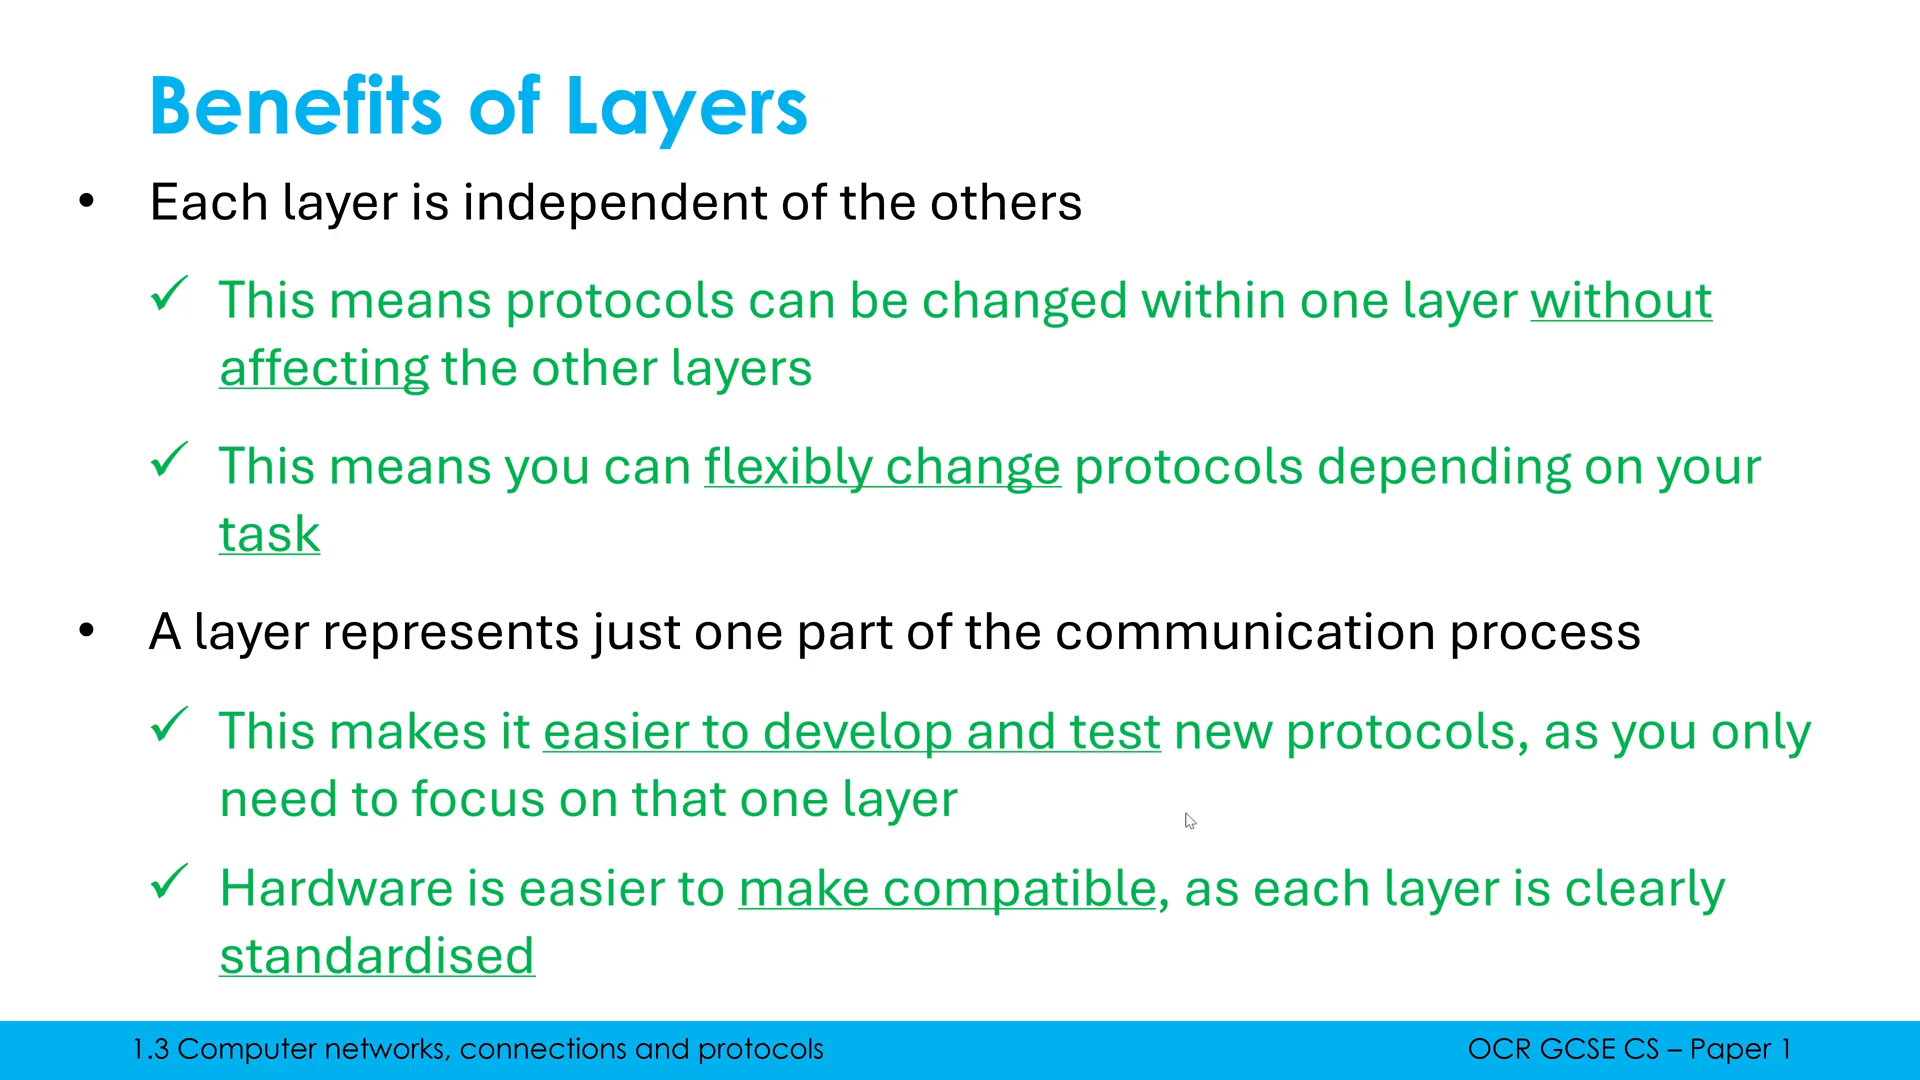 Benefits of Layers
• Each layer is independent of the others
✓ This means protocols can be changed within one layer without
affecting the other layers
✓ This means you can flexibly change protocols depending on your
task
• A layer represents just one part of the communication process
✓ This makes it easier to develop and test new protocols, as you only
need to focus on that one layer
✓ Hardware is easier to make compatible, as each layer is clearly
standardised
1.3 Computer networks, connections and protocols
OCR GCSE CS – Paper 1